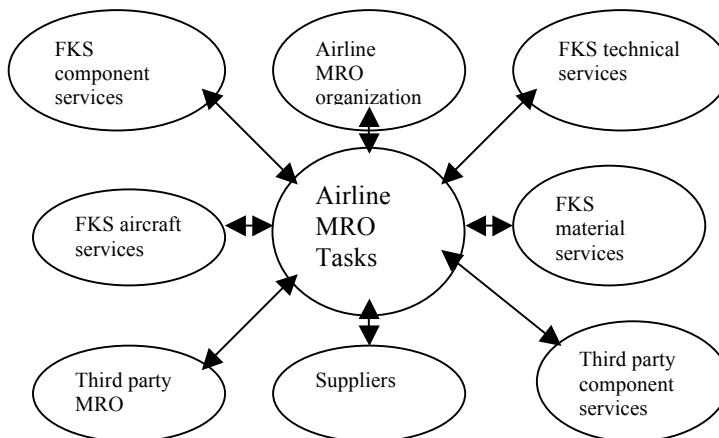 FKS
component
services
Airline
MRO
organization
FKS technical
services
FKS aircraft
services
Airline
MRO
Tasks
FKS
material
services
Third party
MRO
Suppliers
Third party
component
services